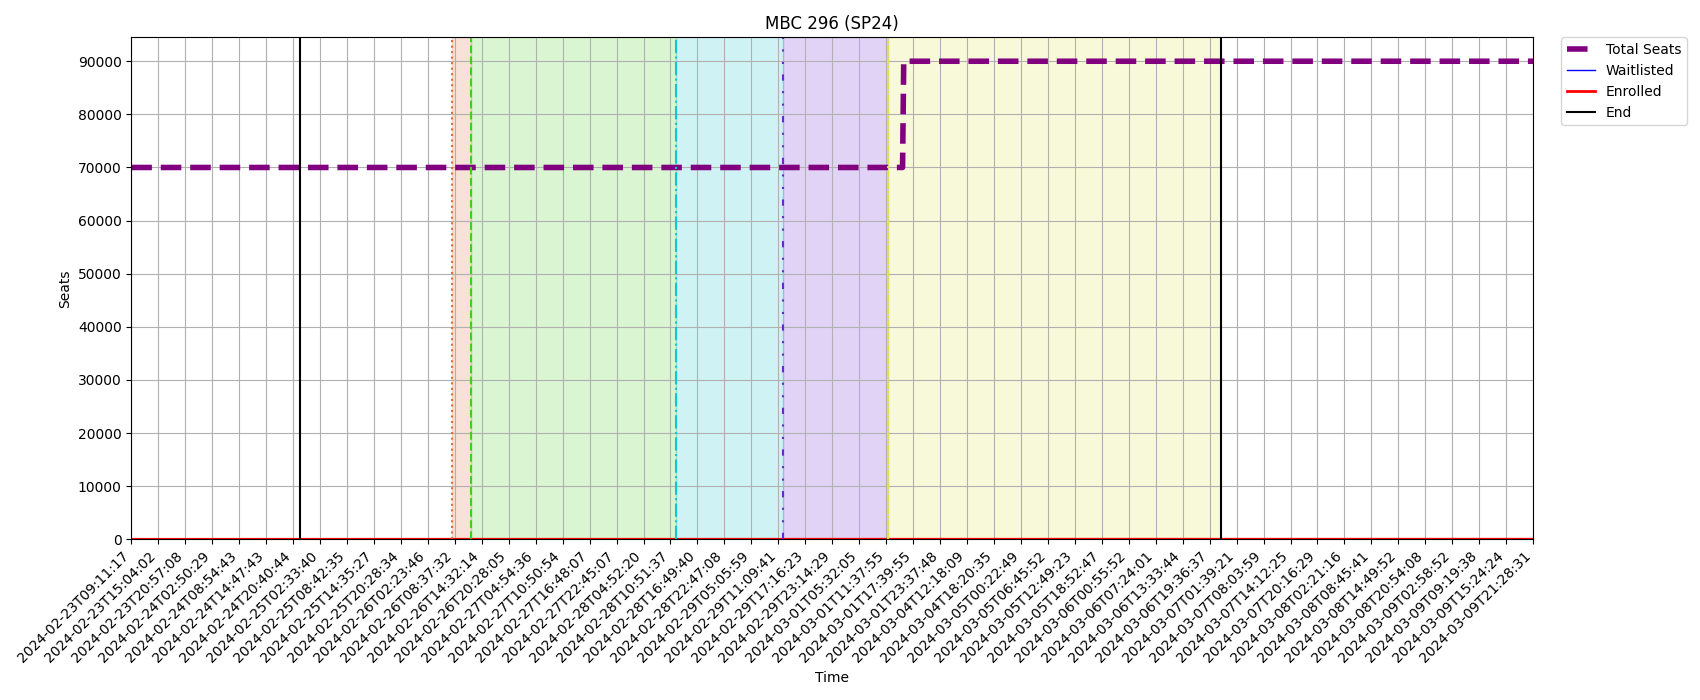 MBC 296 (SP24)
Total Seats
Waitlisted
Enrolled
End
Seats
90000
80000
70000
60000
50000
40000
30000
20000
10000
0
2024-02-23T09:11:17
2024-02-23T15:04:02
2024-02-23T20:57:08
2024-02-24T02:50:29
2024-02-24T08:54:43
2024-02-24T14:47:43
2024-02-24T20:40:44
2024-02-25T02:33:40
2024-02-25T08:42:35
2024-02-25T14:35:27
2024-02-25T20:28:34
2024-02-26T02:23:46
2024-02-26T08:37:32
2024-02-26T14:32:14
2024-02-26T20:28:05
2024-02-27T04:54:36
2024-02-27T10:50:54
2024-02-27T16:48:07
2024-02-27T22:45:07
2024-02-28T04:52:20
2024-02-28T10:51:37
2024-02-28T16:49:40
2024-02-28T22:47:08
2024-02-29T05:05:59
2024-02-29T11:09:41
2024-02-29T17:16:23
2024-02-29T23:14:29
2024-03-01T05:32:05
2024-03-01T11:37:55
2024-03-01T17:39:55
2024-03-01T23:37:48
2024-03-04T12:18:09
2024-03-04T18:20:35
2024-03-05T00:22:49
2024-03-05T06:45:52
2024-03-05T12:49:23
2024-03-05T18:52:47
2024-03-06T00:55:52
2024-03-06T07:24:01
2024-03-06T13:33:44
2024-03-06T19:36:37
2024-03-07T01:39:21
2024-03-07T08:03:59
2024-03-07T14:12:25
2024-03-07T20:16:29
2024-03-08T02:21:16
2024-03-08T08:45:41
2024-03-08T14:49:52
2024-03-08T20:54:08
2024-03-09T02:58:52
2024-03-09T09:19:38
2024-03-09T15:24:24
2024-03-09T21:28:31
Time